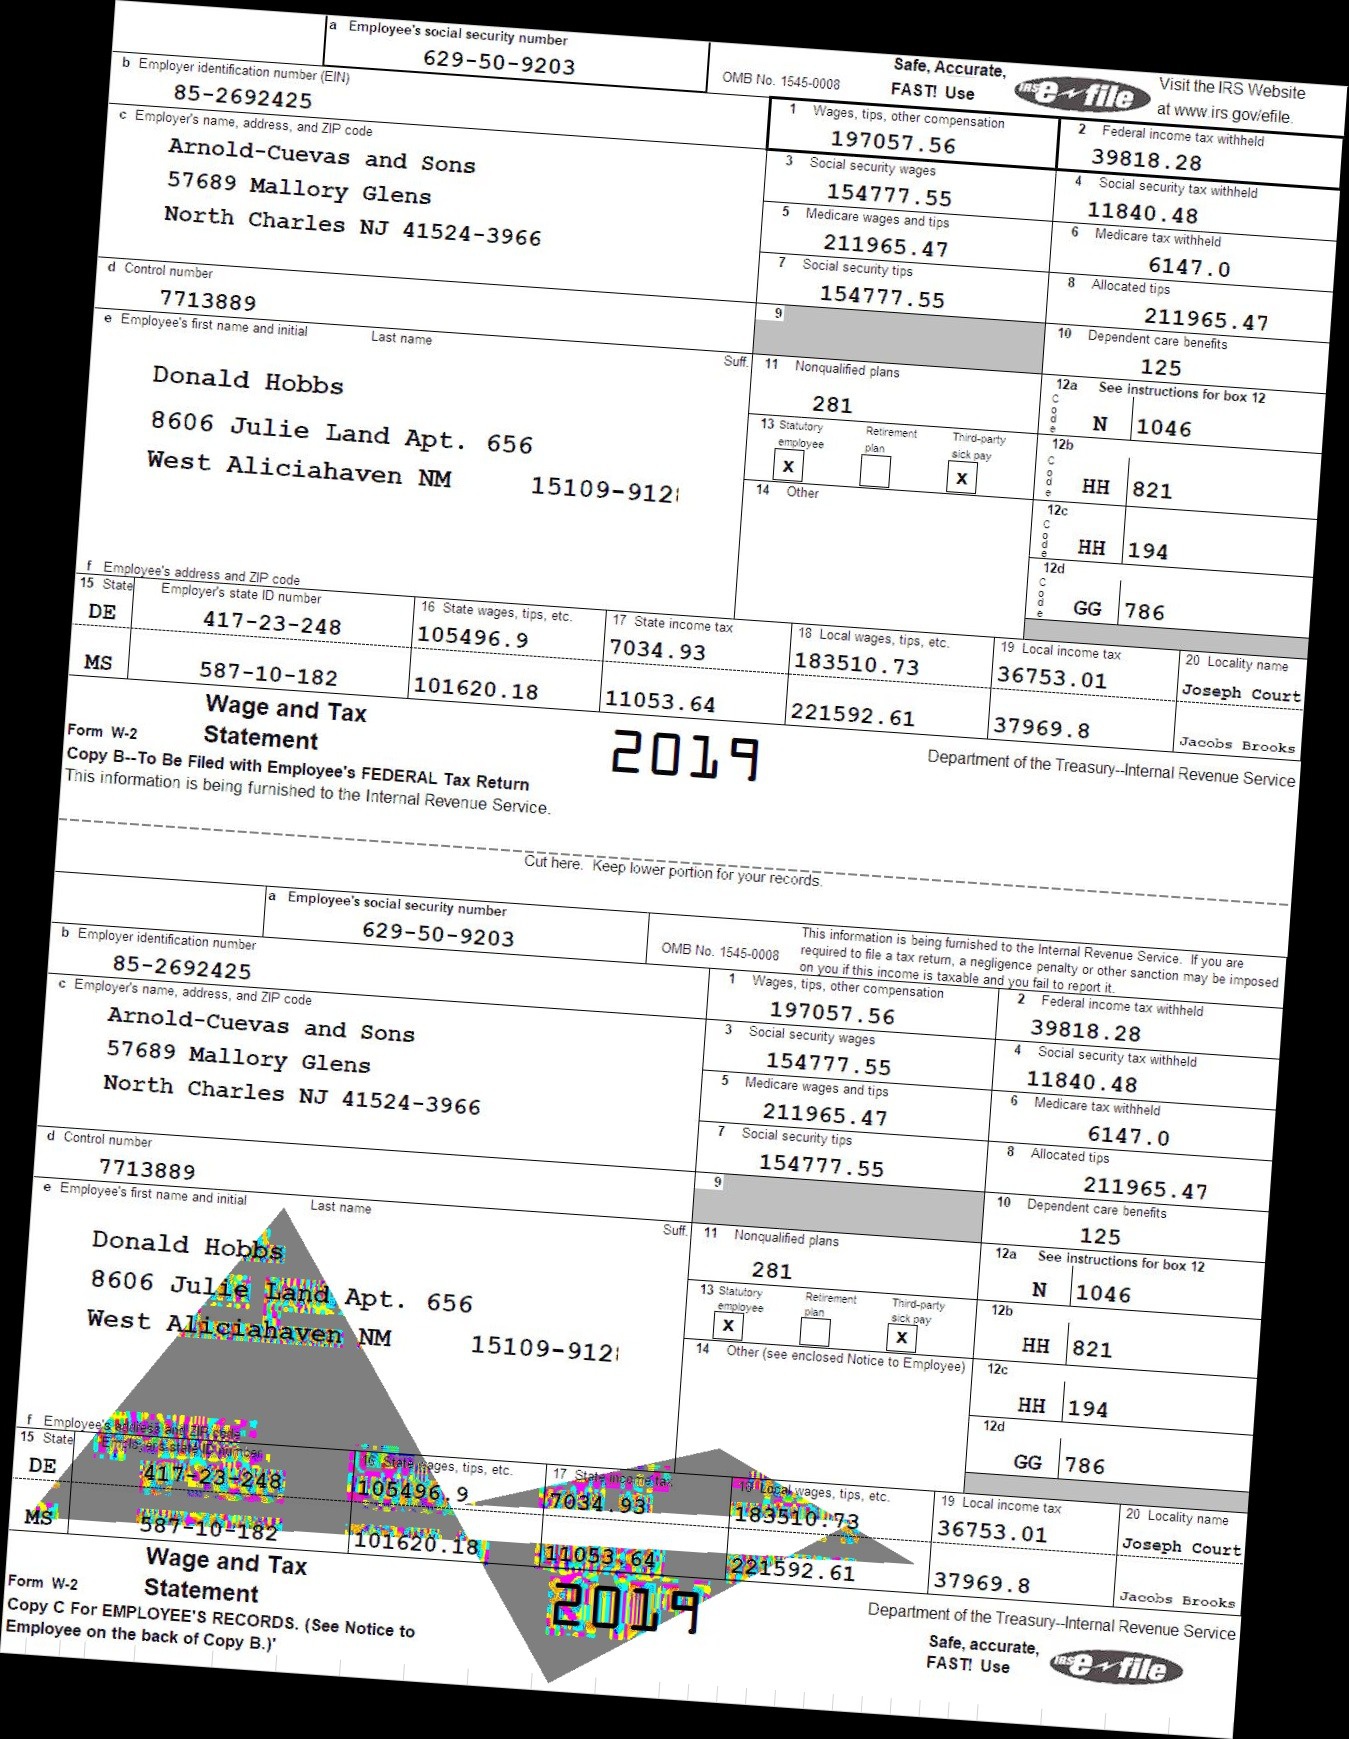 a Employee's social security number
629-50-9203
OMB No. 1545-0008
Safe, Accurate,
FAST! Use
IRS e-file
Visit the IRS Website
at www.irs.gov/efile.
b Employer identification number (EIN)
85-2692425
1 Wages, tips, other compensation
197057.56
2 Federal income tax withheld
39818.28
c Employer's name, address, and ZIP code
Arnold-Cuevas and Sons
57689 Mallory Glens
North Charles NJ 41524-3966
3 Social security wages
154777.55
4 Social security tax withheld
11840.48
5 Medicare wages and tips
211965.47
6 Medicare tax withheld
6147.0
d Control number
7713889
7 Social security tips
154777.55
8 Allocated tips
211965.47
e Employee's first name and initial Last name Suff.
9
10 Dependent care benefits
125
Donald Hobbs
8606 Julie Land Apt. 656
West Aliciahaven NM 15109-912
11 Nonqualified plans
281
12a See instructions for box 12
Code N 1046
13 Statutory employee X
Retirement plan
Third-party sick pay X
12b
Code HH 821
14 Other
12c
Code HH 194
12d
Code GG 786
f Employee's address and ZIP code
15 State Employer's state ID number 16 State wages, tips, etc. 17 State income tax 18 Local wages, tips, etc. 19 Local income tax 20 Locality name
DE 417-23-248 105496.9 7034.93 183510.73 36753.01 Joseph Court
MS 587-10-182 101620.18 11053.64 221592.61 37969.8 Jacobs Brooks
Form W-2
Wage and Tax
Statement
2019
Department of the Treasury--Internal Revenue Service
Copy B--To Be Filed with Employee's FEDERAL Tax Return
This information is being furnished to the Internal Revenue Service.
Cut here. Keep lower portion for your records.
a Employee's social security number
629-50-9203
OMB No. 1545-0008
This information is being furnished to the Internal Revenue Service. If you are
required to file a tax return, a negligence penalty or other sanction may be imposed
on you if this income is taxable and you fail to report it.
b Employer identification number
85-2692425
1 Wages, tips, other compensation
197057.56
2 Federal income tax withheld
39818.28
c Employer's name, address, and ZIP code
Arnold-Cuevas and Sons
57689 Mallory Glens
North Charles NJ 41524-3966
3 Social security wages
154777.55
4 Social security tax withheld
11840.48
5 Medicare wages and tips
211965.47
6 Medicare tax withheld
6147.0
d Control number
7713889
7 Social security tips
154777.55
8 Allocated tips
211965.47
e Employee's first name and initial Last name Suff.
9
10 Dependent care benefits
125
Donald Hobbs
8606 Julie Land Apt. 656
West Aliciahaven NM 15109-912
11 Nonqualified plans
281
12a See instructions for box 12
N 1046
13 Statutory employee X
Retirement plan
Third-party sick pay X
12b
HH 821
14 Other (see enclosed Notice to Employee)
12c
HH 194
12d
GG 786
f Employee's address and ZIP code
15 State Employer's state ID number 16 State wages, tips, etc. 17 State income tax 18 Local wages, tips, etc. 19 Local income tax 20 Locality name
DE 417-23-248 105496.9 7034.93 183510.73 36753.01 Joseph Court
MS 587-10-182 101620.18 11053.64 221592.61 37969.8 Jacobs Brooks
Form W-2
Wage and Tax
Statement
2019
Department of the Treasury--Internal Revenue Service
Copy C For EMPLOYEE'S RECORDS. (See Notice to
Employee on the back of Copy B.)'
Safe, accurate,
FAST! Use
IRS e-file